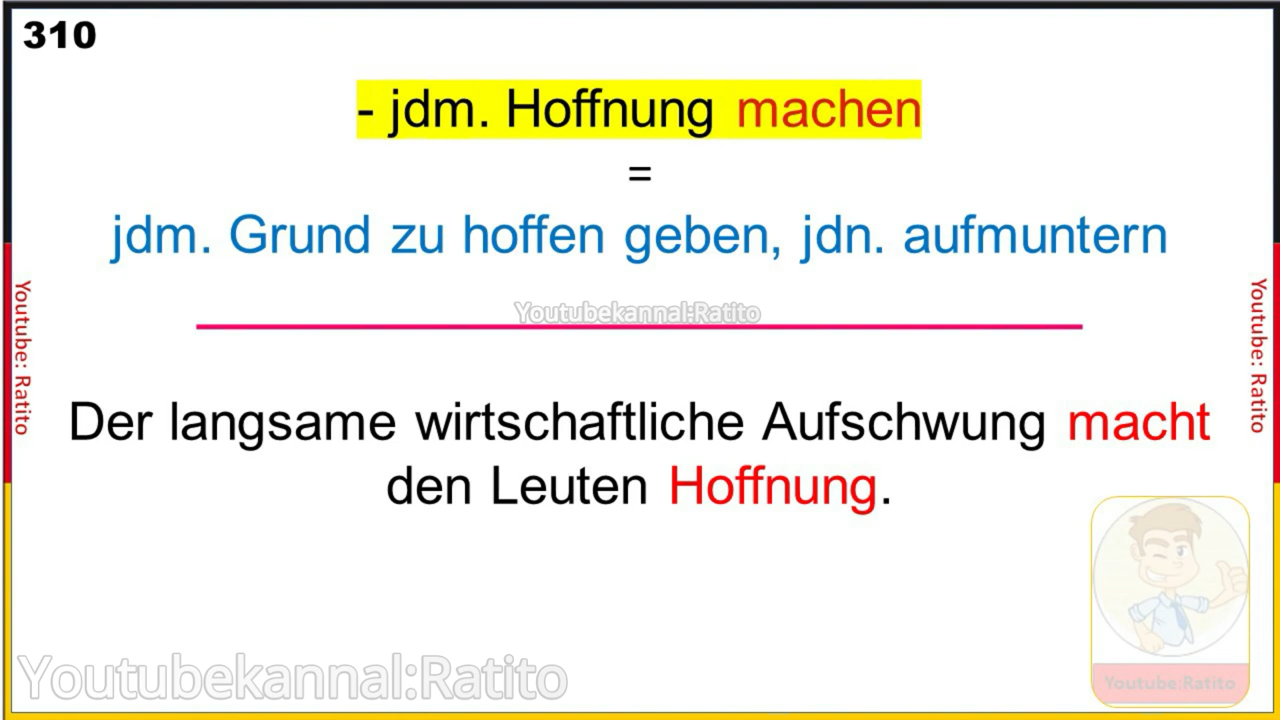 310
- jdm. Hoffnung machen
=
jdm. Grund zu hoffen geben, jdn. aufmuntern
Youtubekannal:Ratito
Youtube: Ratito
Youtube: Ratito
Der langsame wirtschaftliche Aufschwung macht
den Leuten Hoffnung.
Youtubekannal:Ratito
Youtube:Ratito